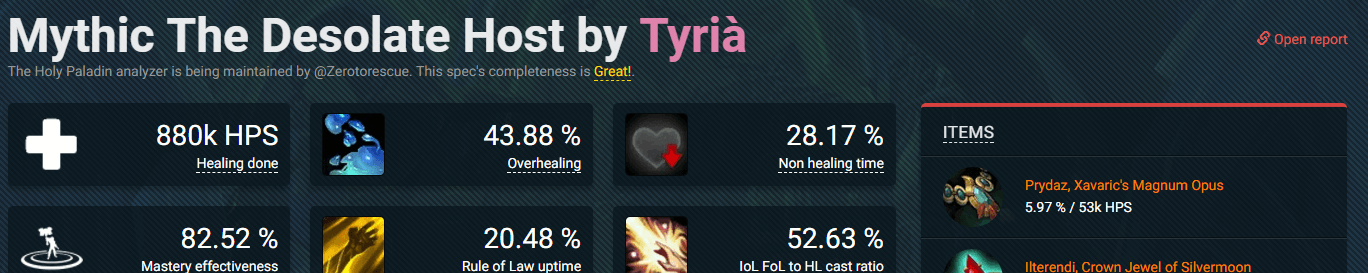 Mythic The Desolate Host by Tyrià
Open report
The Holy Paladin analyzer is being maintained by @Zerotorescue. This spec's completeness is Great!.
880k HPS
Healing done
43.88 %
Overhealing
28.17 %
Non healing time
82.52 %
Mastery effectiveness
20.48 %
Rule of Law uptime
52.63 %
IoL FoL to HL cast ratio
ITEMS
Prydaz, Xavaric's Magnum Opus
5.97 % / 53k HPS
Ilterendi, Crown Jewel of Silvermoon